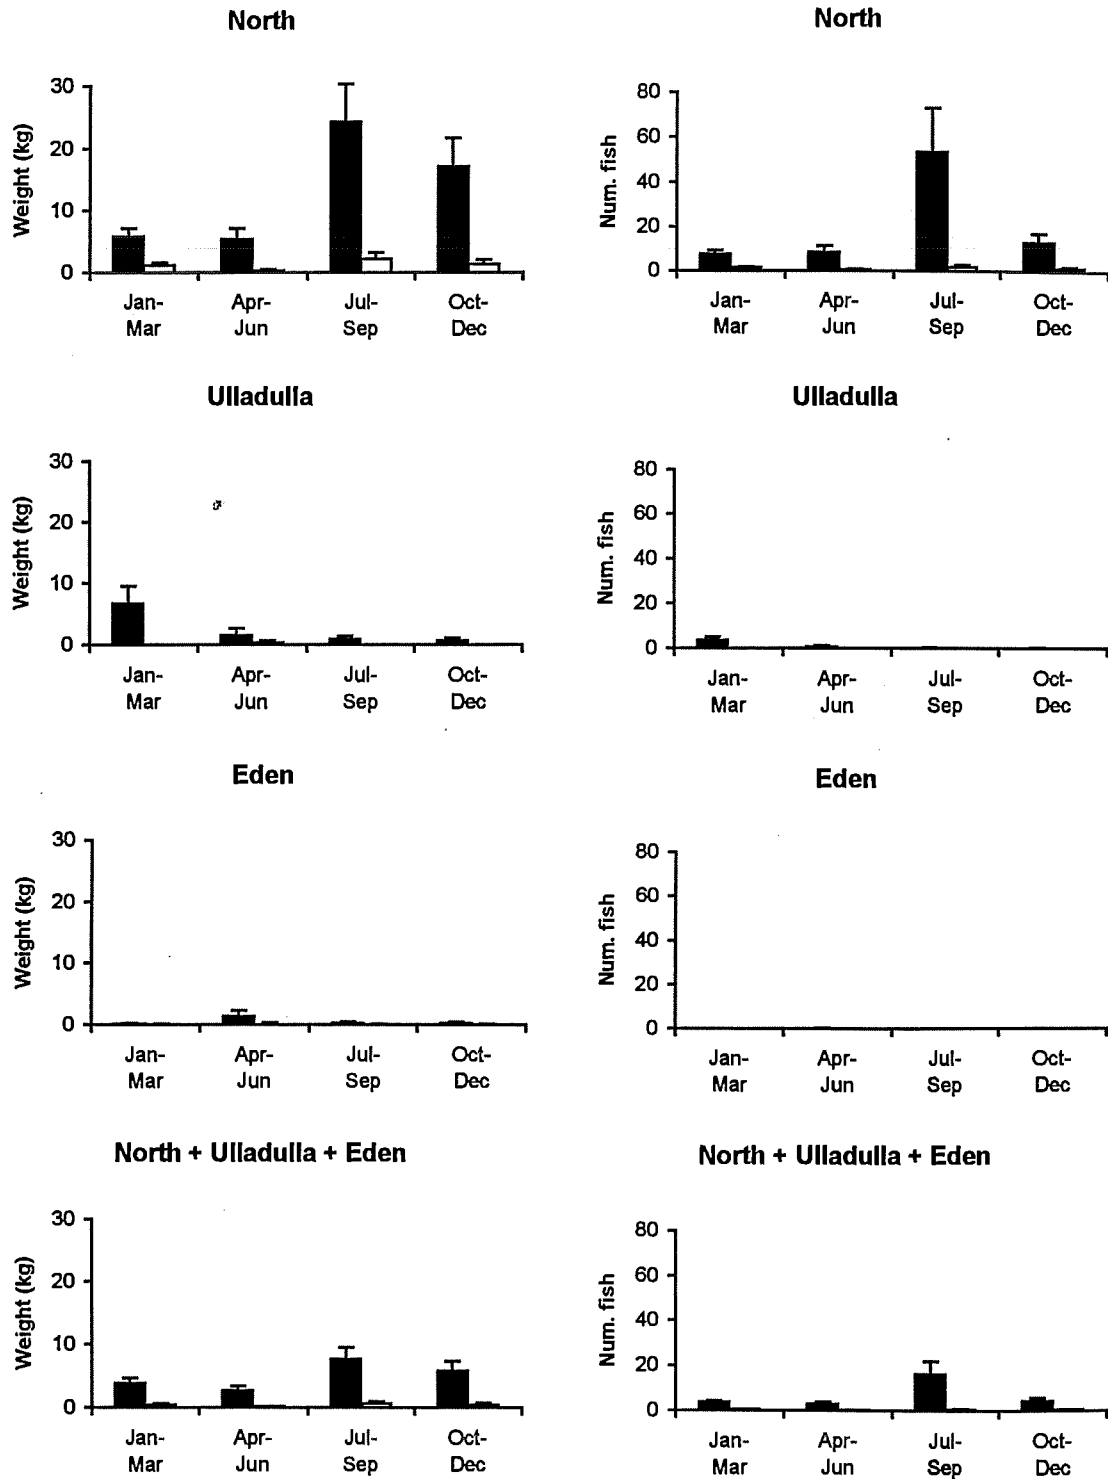 North
Weight (kg)
30
20
10
0
Jan-
Mar
Apr-
Jun
Jul-
Sep
Oct-
Dec
North
Num. fish
80
60
40
20
0
Jan-
Mar
Apr-
Jun
Jul-
Sep
Oct-
Dec
Ulladulla
Weight (kg)
30
20
10
0
Jan-
Mar
Apr-
Jun
Jul-
Sep
Oct-
Dec
Ulladulla
Num. fish
80
60
40
20
0
Jan-
Mar
Apr-
Jun
Jul-
Sep
Oct-
Dec
Eden
Weight (kg)
30
20
10
0
Jan-
Mar
Apr-
Jun
Jul-
Sep
Oct-
Dec
Eden
Num. fish
80
60
40
20
0
Jan-
Mar
Apr-
Jun
Jul-
Sep
Oct-
Dec
North + Ulladulla + Eden
Weight (kg)
30
20
10
0
Jan-
Mar
Apr-
Jun
Jul-
Sep
Oct-
Dec
North + Ulladulla + Eden
Num. fish
80
60
40
20
0
Jan-
Mar
Apr-
Jun
Jul-
Sep
Oct-
Dec